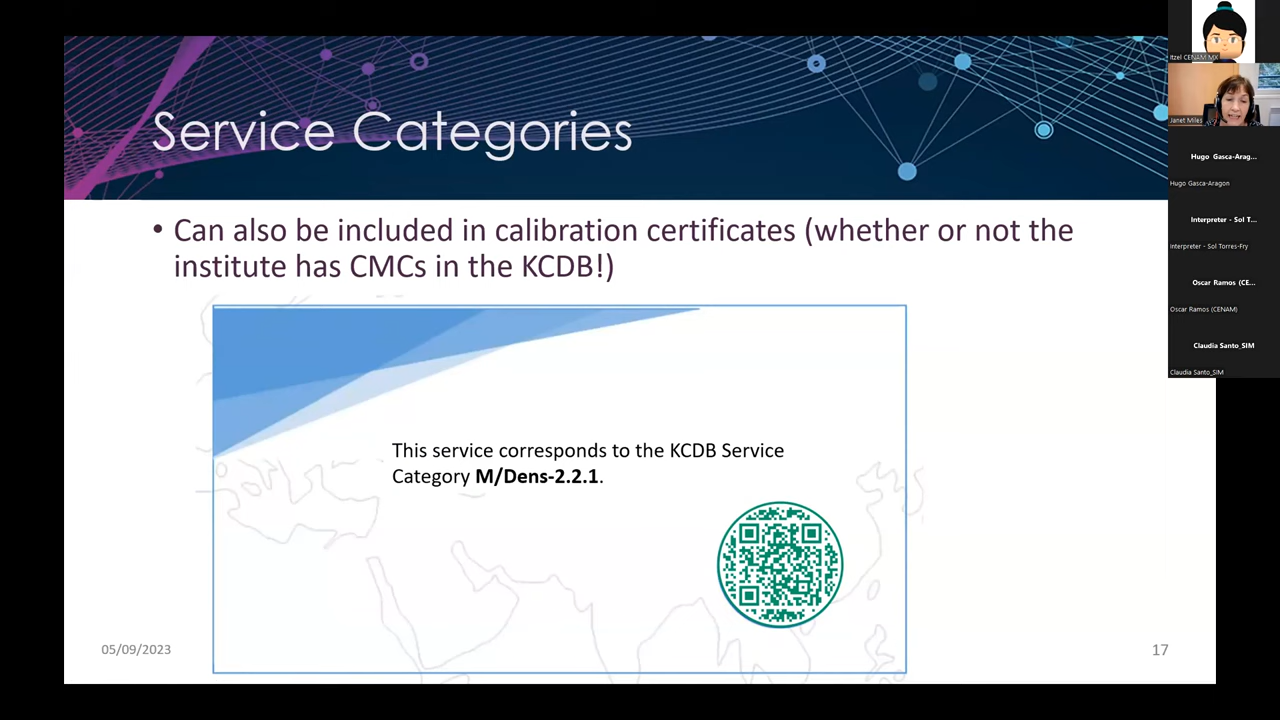 Service Categories
• Can also be included in calibration certificates (whether or not the
institute has CMCs in the KCDB!)
This service corresponds to the KCDB Service
Category M/Dens-2.2.1.
05/09/2023
17
Itzel CENAM MX
Janet Miles
Hugo Gasca-Arag...
Hugo Gasca-Aragon
Interpreter - Sol T...
Interpreter - Sol Torres-Fry
Oscar Ramos (CE...
Oscar Ramos (CENAM)
Claudia Santo_SIM
Claudia Santo_SIM